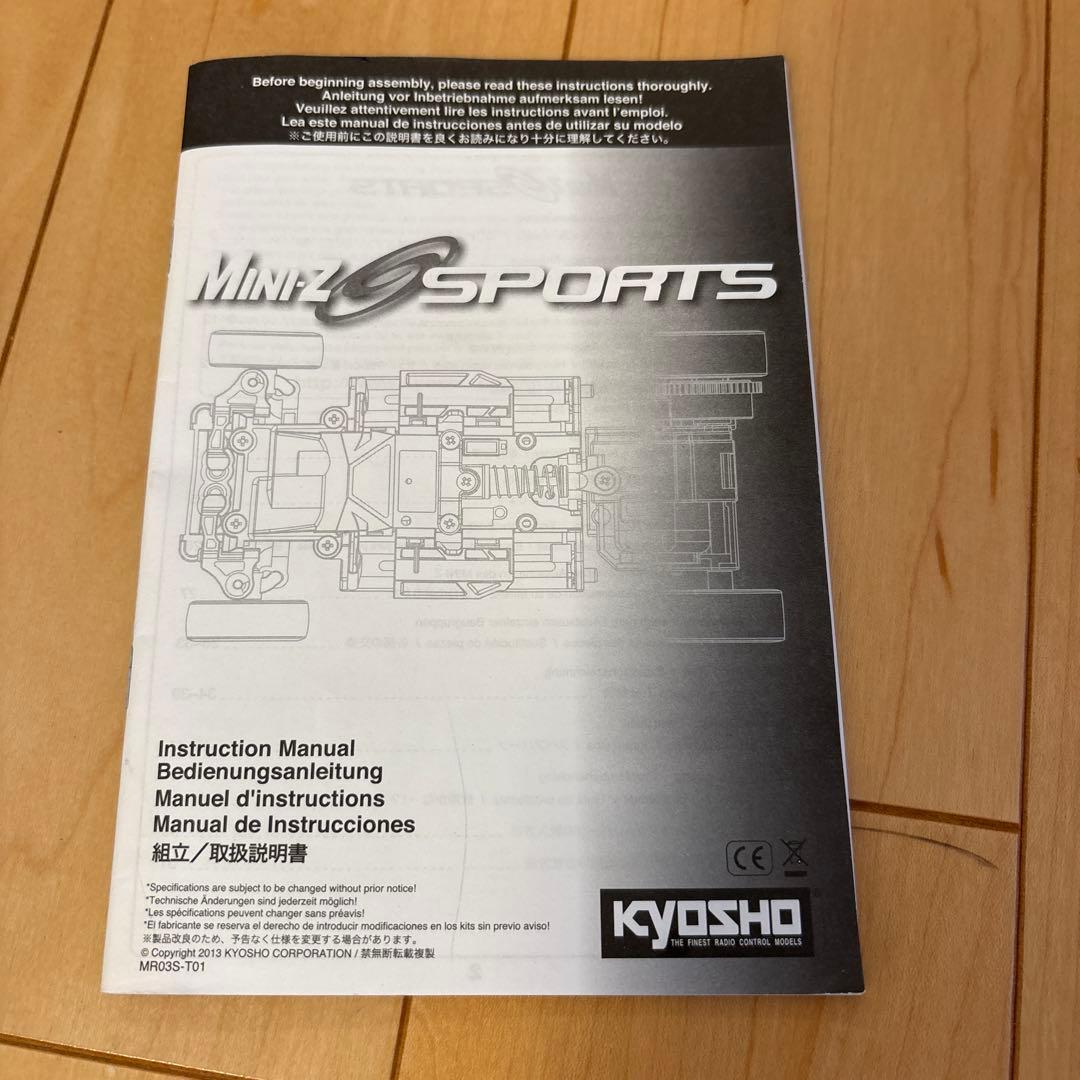 Before beginning assembly, please read these instructions thoroughly.
Anleitung vor Inbetriebnahme aufmerksam lesen!
Veuillez attentivement lire les instructions avant l'emploi.
Lea este manual de instrucciones antes de utilizar su modelo
※ご使用前にこの説明書を良くお読みになり十分に理解してください。
MINI-Z SPORTS
Instruction Manual
Bedienungsanleitung
Manuel d'instructions
Manual de Instrucciones
組立／取扱説明書
*Specifications are subject to be changed without prior notice!
*Technische Änderungen sind jederzeit möglich!
*Les spécifications peuvent changer sans préavis!
*El fabricante se reserva el derecho de introducir modificaciones en los kits sin previo aviso!
※製品改良のため、予告なく仕様を変更する場合があります。
© Copyright 2013 KYOSHO CORPORATION / 禁無断転載複製
MR03S-T01
CE
KYOSHO
THE FINEST RADIO CONTROL MODELS